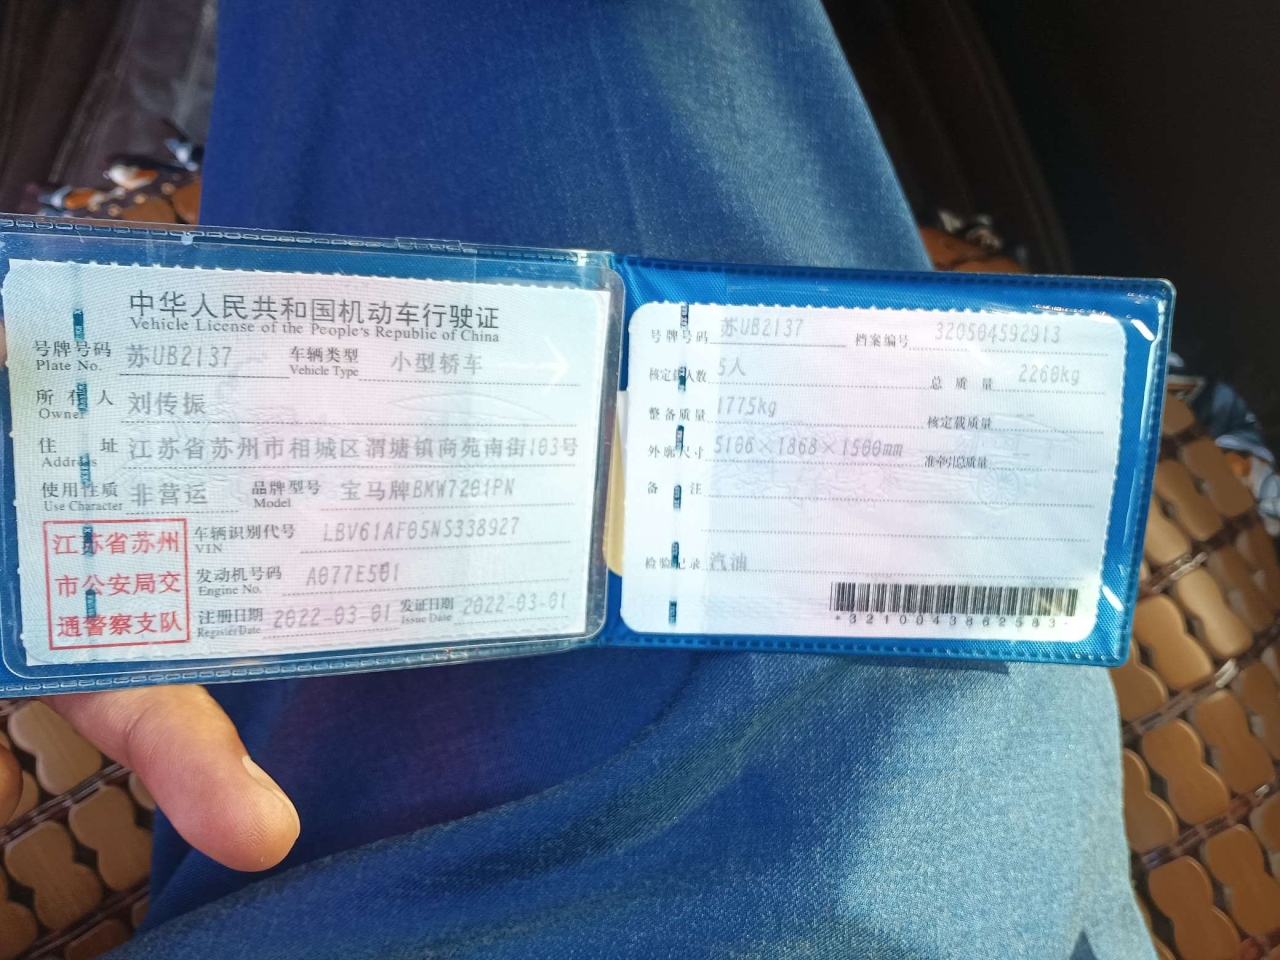 中华人民共和国机动车行驶证
Vehicle License of the People's Republic of China
号牌号码 苏UB2137 车辆类型 小型轿车
Plate No. Vehicle Type
所有人 刘传振
Owner
住址 江苏省苏州市相城区渭塘镇商苑南街103号
Address
使用性质 非营运 品牌型号 宝马牌BMW7201PN
Use Character Model
江苏省苏州
市公安局交
通警察支队
车辆识别代号 LBV61AF05NS338927
VIN
发动机号码 A077E501
Engine No.
注册日期 2022-03-01 发证日期 2022-03-01
Register Date Issue Date
号牌号码 苏UB2137 档案编号 320504592913
核定载人数 5人 总质量 2260kg
整备质量 1775kg 核定载质量 --
外廓尺寸 5106×1868×1500mm 准牵引总质量
备注
检验记录 汽油
*3210043862583*